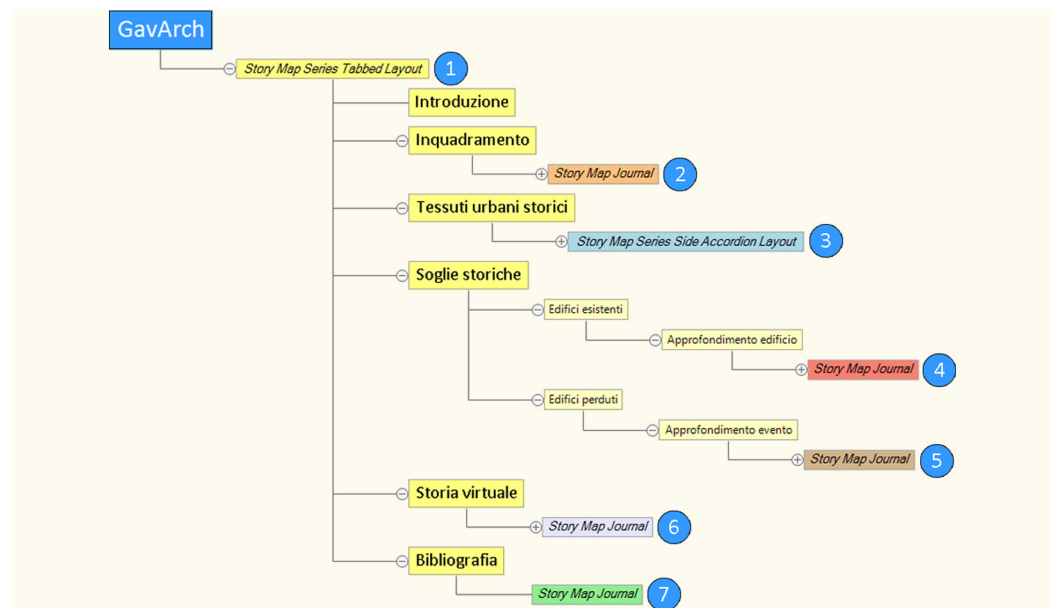 GavArch
Story Map Series Tabbed Layout 1
Introduzione
Inquadramento
Story Map Journal 2
Tessuti urbani storici
Story Map Series Side Accordion Layout 3
Soglie storiche
Edifici esistenti
Approfondimento edificio
Story Map Journal 4
Edifici perduti
Approfondimento evento
Story Map Journal 5
Storia virtuale
Story Map Journal 6
Bibliografia
Story Map Journal 7